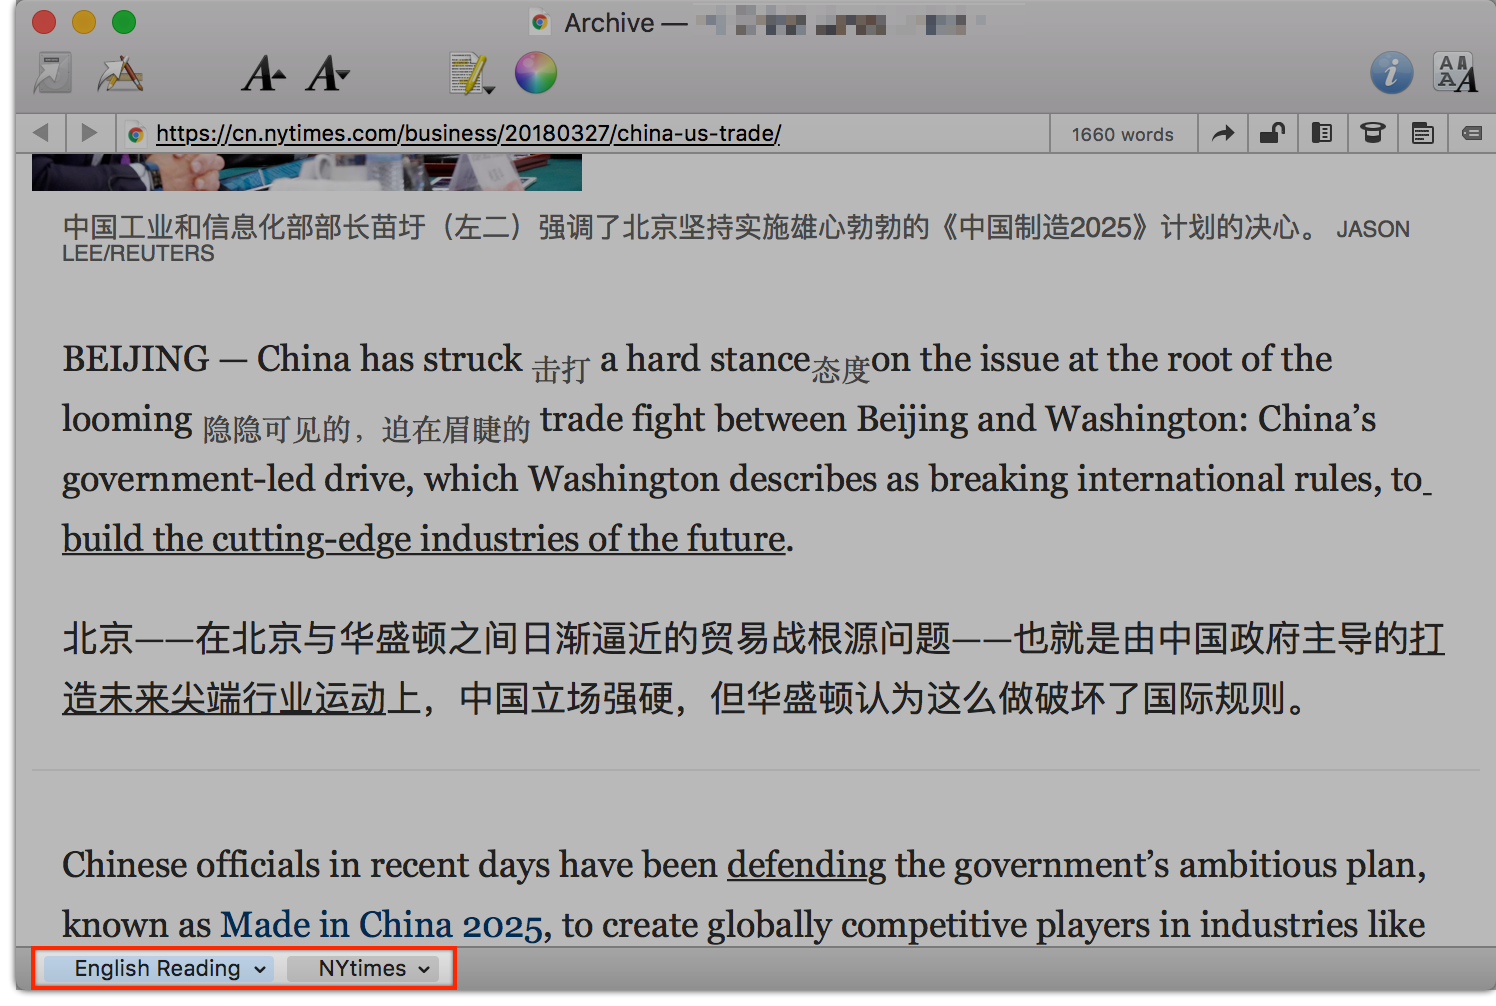 Archive —
https://cn.nytimes.com/business/20180327/china-us-trade/
1660 words
中国工业和信息化部部长苗圩（左二）强调了北京坚持实施雄心勃勃的《中国制造2025》计划的决心。 JASON
LEE/REUTERS
BEIJING — China has struck 击打 a hard stance态度on the issue at the root of the
looming 隐隐可见的，迫在眉睫的 trade fight between Beijing and Washington: China’s
government-led drive, which Washington describes as breaking international rules, to
build the cutting-edge industries of the future.
北京——在北京与华盛顿之间日渐逼近的贸易战根源问题——也就是由中国政府主导的打
造未来尖端行业运动上，中国立场强硬，但华盛顿认为这么做破坏了国际规则。
Chinese officials in recent days have been defending the government’s ambitious plan,
known as Made in China 2025, to create globally competitive players in industries like
English Reading
NYtimes